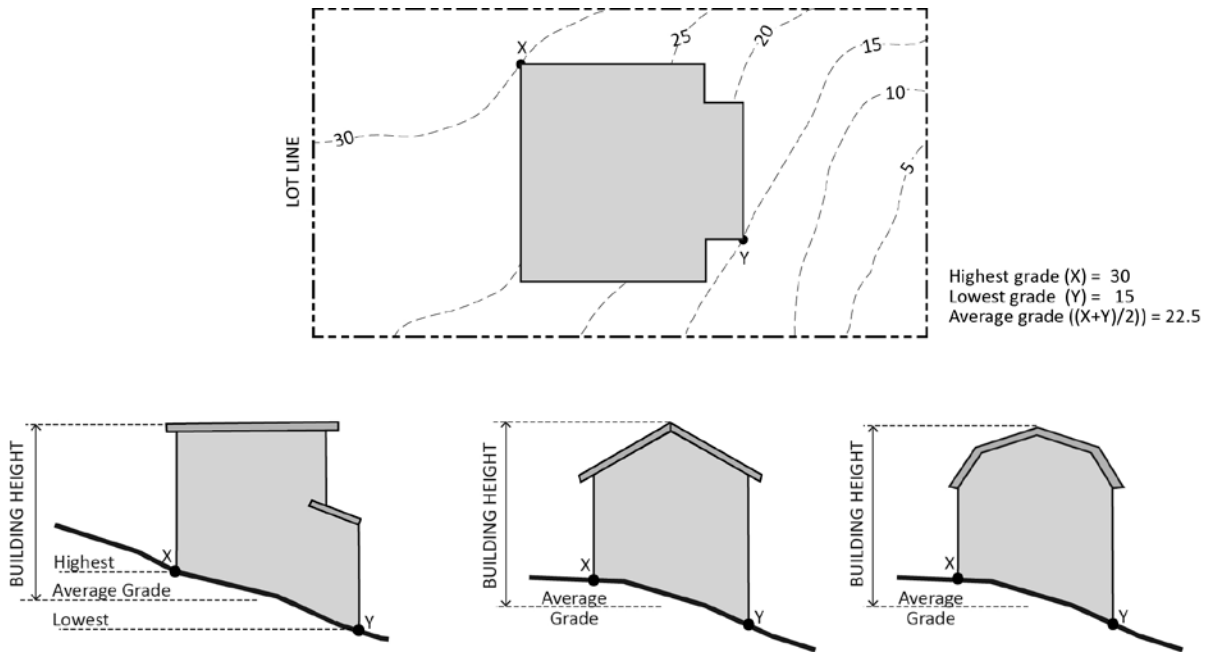 X
25
20
15
10
30
5
LOT LINE
Y
Highest grade (X) = 30
Lowest grade (Y) = 15
Average grade ((X+Y)/2)) = 22.5
BUILDING HEIGHT
X
Highest
Average Grade
Lowest
Y
BUILDING HEIGHT
X
Average
Grade
Y
BUILDING HEIGHT
X
Average
Grade
Y